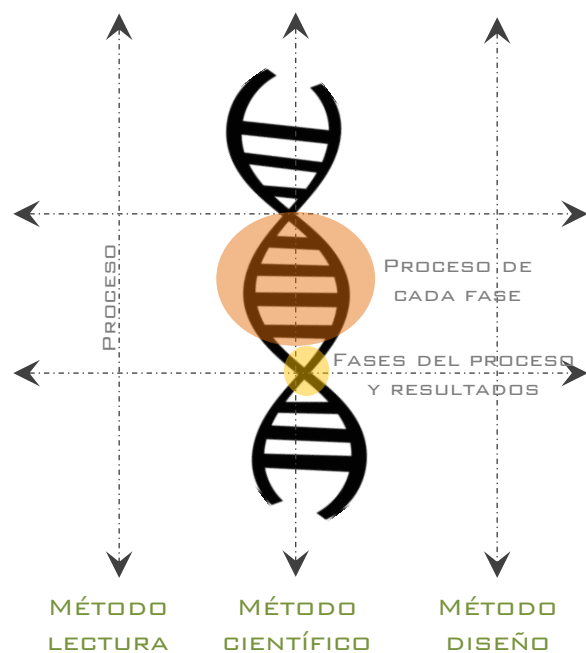 Proceso
Proceso de
cada fase
Fases del proceso
y resultados
Método
lectura
Método
científico
Método
diseño